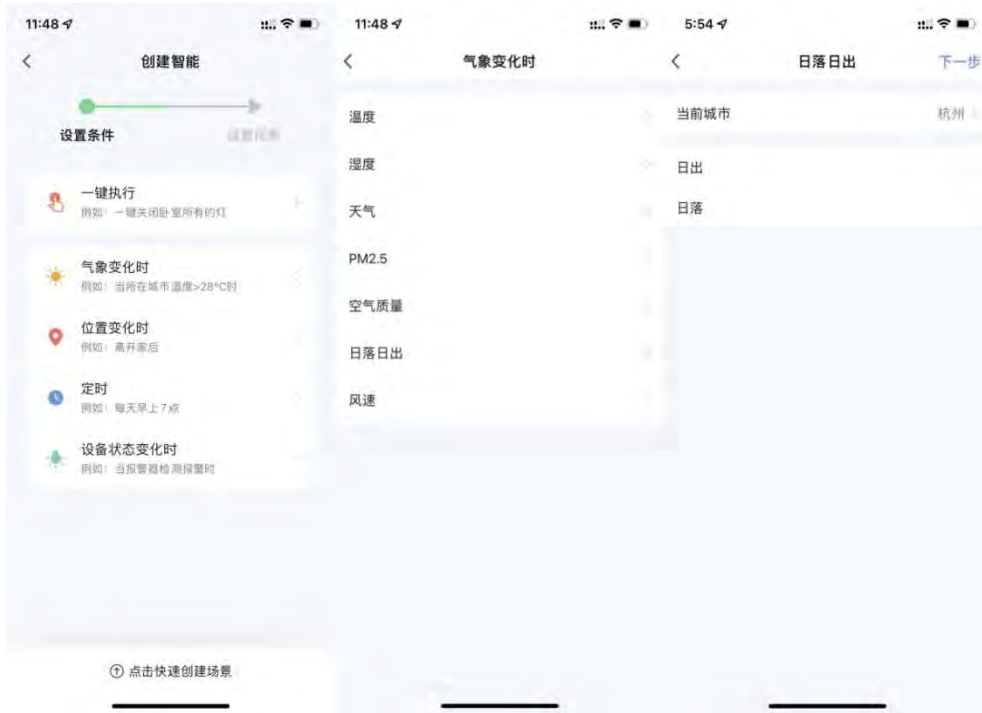 11:48
创建智能
设置条件
设置任务
一键执行
例如：一键关闭卧室所有的灯
气象变化时
例如：当所在城市温度>28°C时
位置变化时
例如：离开家后
定时
例如：每天早上7点
设备状态变化时
例如：当报警器检测报警时
点击快速创建场景
11:48
气象变化时
温度
湿度
天气
PM2.5
空气质量
日落日出
风速
5:54
日落日出
下一步
当前城市
杭州
日出
日落